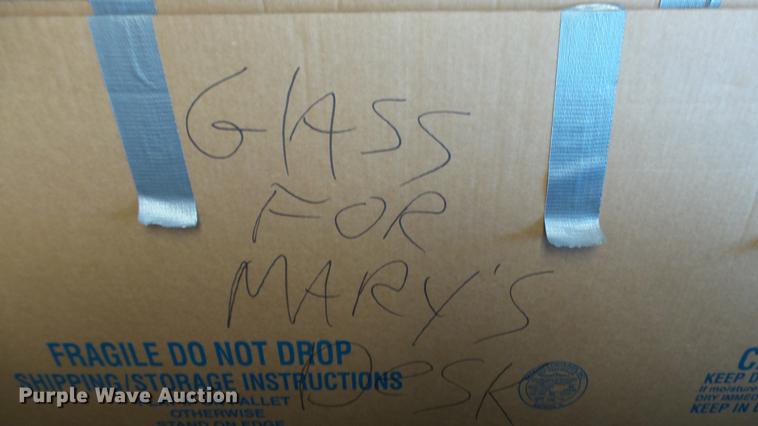 GLASS
FOR
MARY'S
DESK
FRAGILE DO NOT DROP
SHIPPING/STORAGE INSTRUCTIONS
OTHERWISE
STAND ON EDGE
KEEP
KEEP IN
Purple Wave Auction